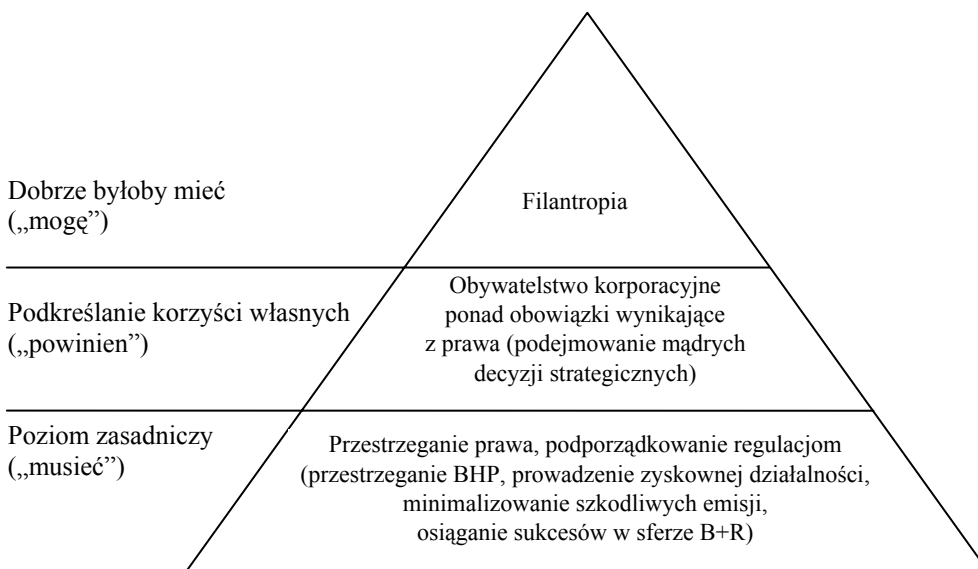 Dobrze byłoby mieć
(„mogę”)
Filantropia
Podkreślanie korzyści własnych
(„powinien”)
Obywatelstwo korporacyjne
ponad obowiązki wynikające
z prawa (podejmowanie mądrych
decyzji strategicznych)
Poziom zasadniczy
(„musieć”)
Przestrzeganie prawa, podporządkowanie regulacjom
(przestrzeganie BHP, prowadzenie zyskownej działalności,
minimalizowanie szkodliwych emisji,
osiąganie sukcesów w sferze B+R)